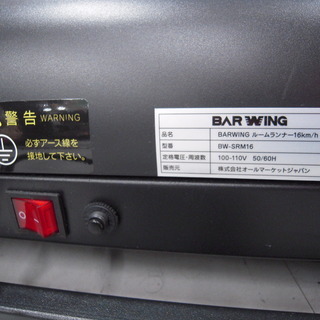 警告 WARNING
必ずアース線を
接地して下さい。
BARWING
品名 BARWING ルームランナー16km/h
型番 BW-SRM16
定格電圧・周波数 100-110V 50/60H
販売元 株式会社オールマーケットジャパン